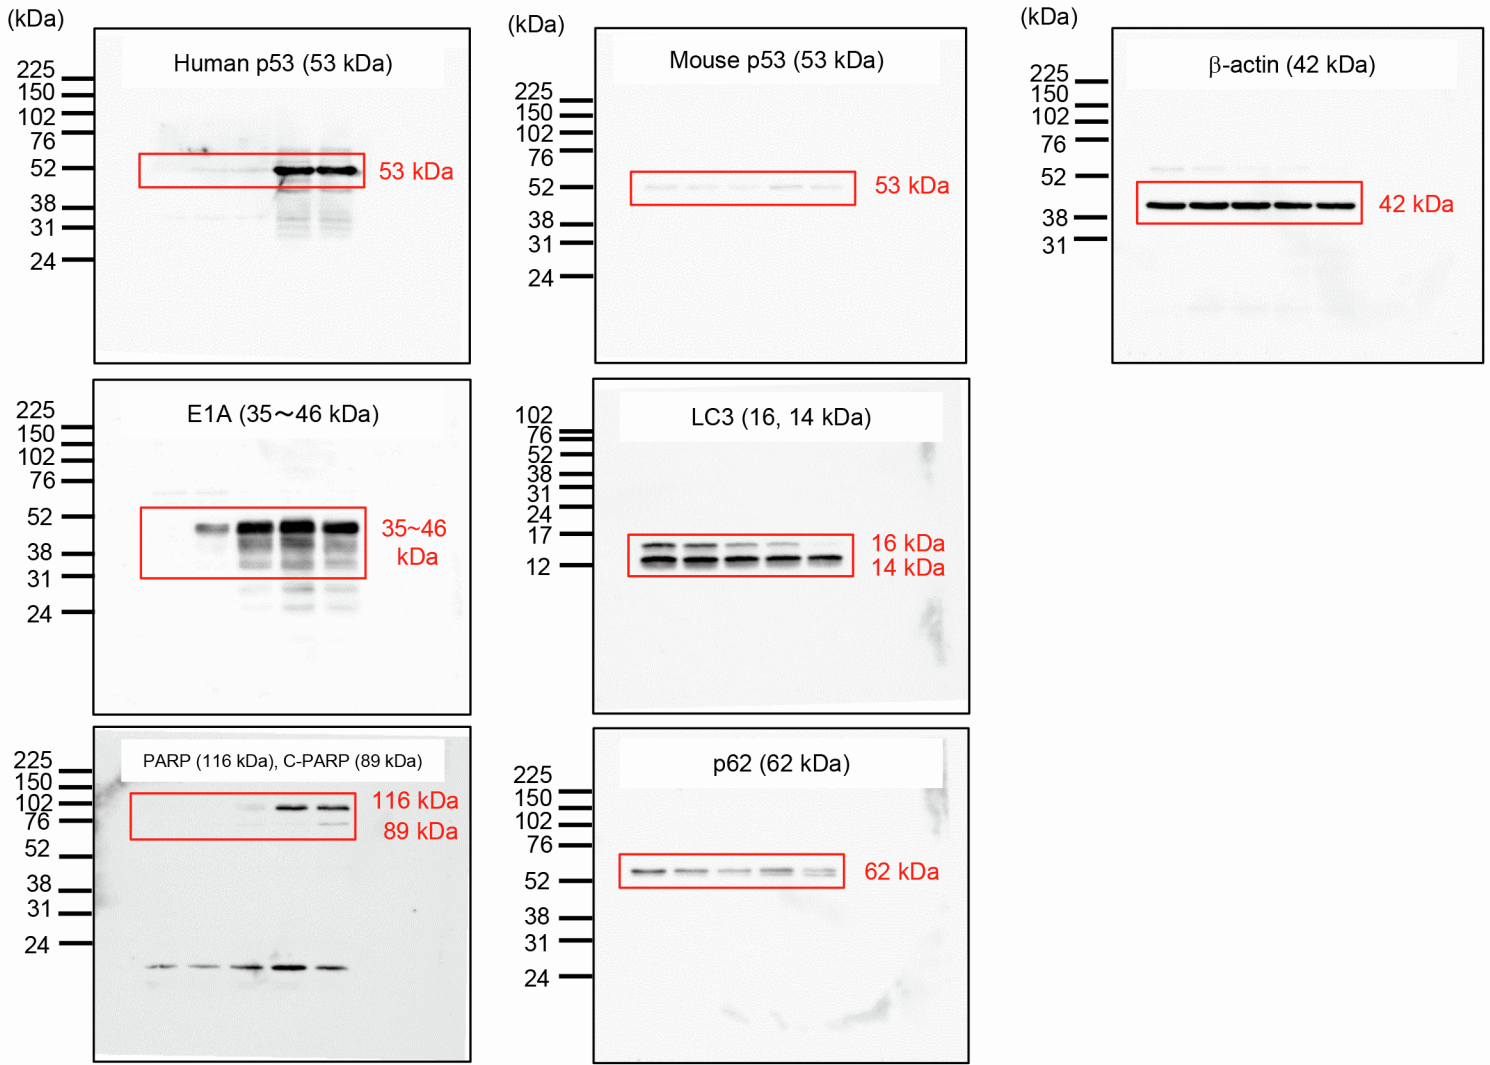 (kDa)
Human p53 (53 kDa)
225
150
102
76
52
38
31
24
53 kDa
(kDa)
Mouse p53 (53 kDa)
225
150
102
76
52
38
31
24
53 kDa
(kDa)
β-actin (42 kDa)
225
150
102
76
52
38
31
42 kDa
E1A (35~46 kDa)
225
150
102
76
52
38
31
24
35~46
kDa
LC3 (16, 14 kDa)
102
76
52
38
31
24
17
12
16 kDa
14 kDa
PARP (116 kDa), C-PARP (89 kDa)
225
150
102
76
52
38
31
24
116 kDa
89 kDa
p62 (62 kDa)
225
150
102
76
52
38
31
24
62 kDa